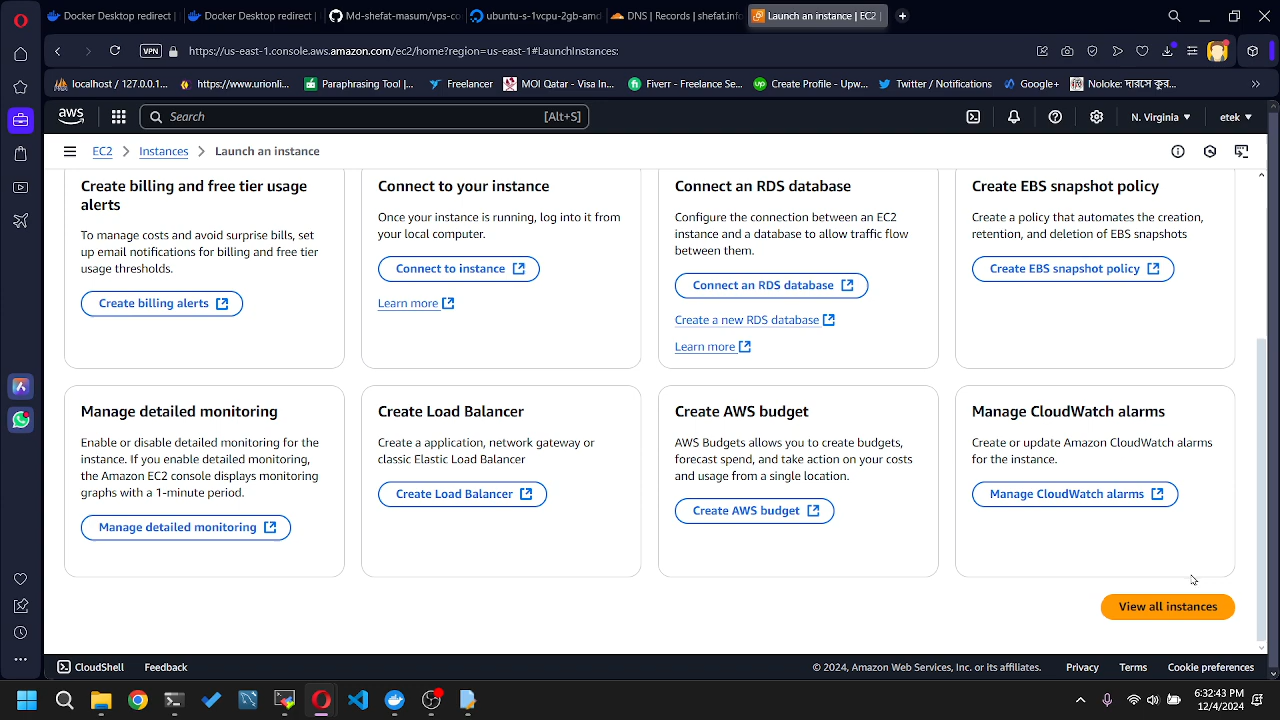 Docker Desktop redirect |
Docker Desktop redirect |
Md-shefat-masum/vps-co
ubuntu-s-1vcpu-2gb-amd
DNS | Records | shefat.info
Launch an instance | EC2 |
VPN
https://us-east-1.console.aws.amazon.com/ec2/home?region=us-east-1#LaunchInstances:
localhost / 127.0.0.1...
https://www.urionli...
Paraphrasing Tool |...
Freelancer
MOI Qatar - Visa In...
Fiverr - Freelance Se...
Create Profile - Upw...
Twitter / Notifications
Google+
aws
Search
[Alt+S]
N. Virginia
etek
EC2
Instances
Launch an instance
Create billing and free tier usage
alerts
To manage costs and avoid surprise bills, set
up email notifications for billing and free tier
usage thresholds.
Create billing alerts
Connect to your instance
Once your instance is running, log into it from
your local computer.
Connect to instance
Learn more
Connect an RDS database
Configure the connection between an EC2
instance and a database to allow traffic flow
between them.
Connect an RDS database
Create a new RDS database
Learn more
Create EBS snapshot policy
Create a policy that automates the creation,
retention, and deletion of EBS snapshots
Create EBS snapshot policy
Manage detailed monitoring
Enable or disable detailed monitoring for the
instance. If you enable detailed monitoring,
the Amazon EC2 console displays monitoring
graphs with a 1-minute period.
Manage detailed monitoring
Create Load Balancer
Create a application, network gateway or
classic Elastic Load Balancer
Create Load Balancer
Create AWS budget
AWS Budgets allows you to create budgets,
forecast spend, and take action on your costs
and usage from a single location.
Create AWS budget
Manage CloudWatch alarms
Create or update Amazon CloudWatch alarms
for the instance.
Manage CloudWatch alarms
View all instances
CloudShell
Feedback
© 2024, Amazon Web Services, Inc. or its affiliates.
Privacy
Terms
Cookie preferences
6:32:43 PM
12/4/2024